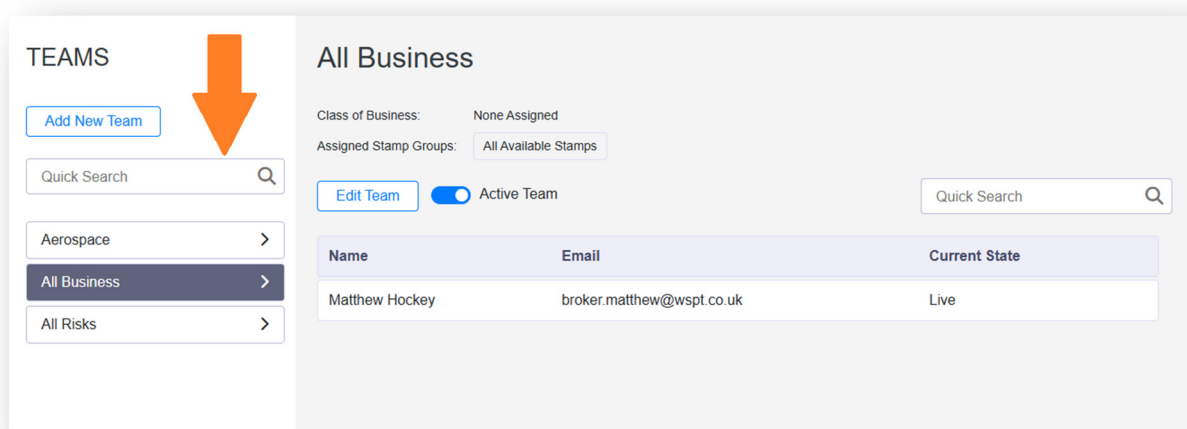 TEAMS
Add New Team
Quick Search
Aerospace
All Business
All Risks
All Business
Class of Business: None Assigned
Assigned Stamp Groups: All Available Stamps
Edit Team Active Team Quick Search
Name Email Current State
Matthew Hockey broker.matthew@wspt.co.uk Live